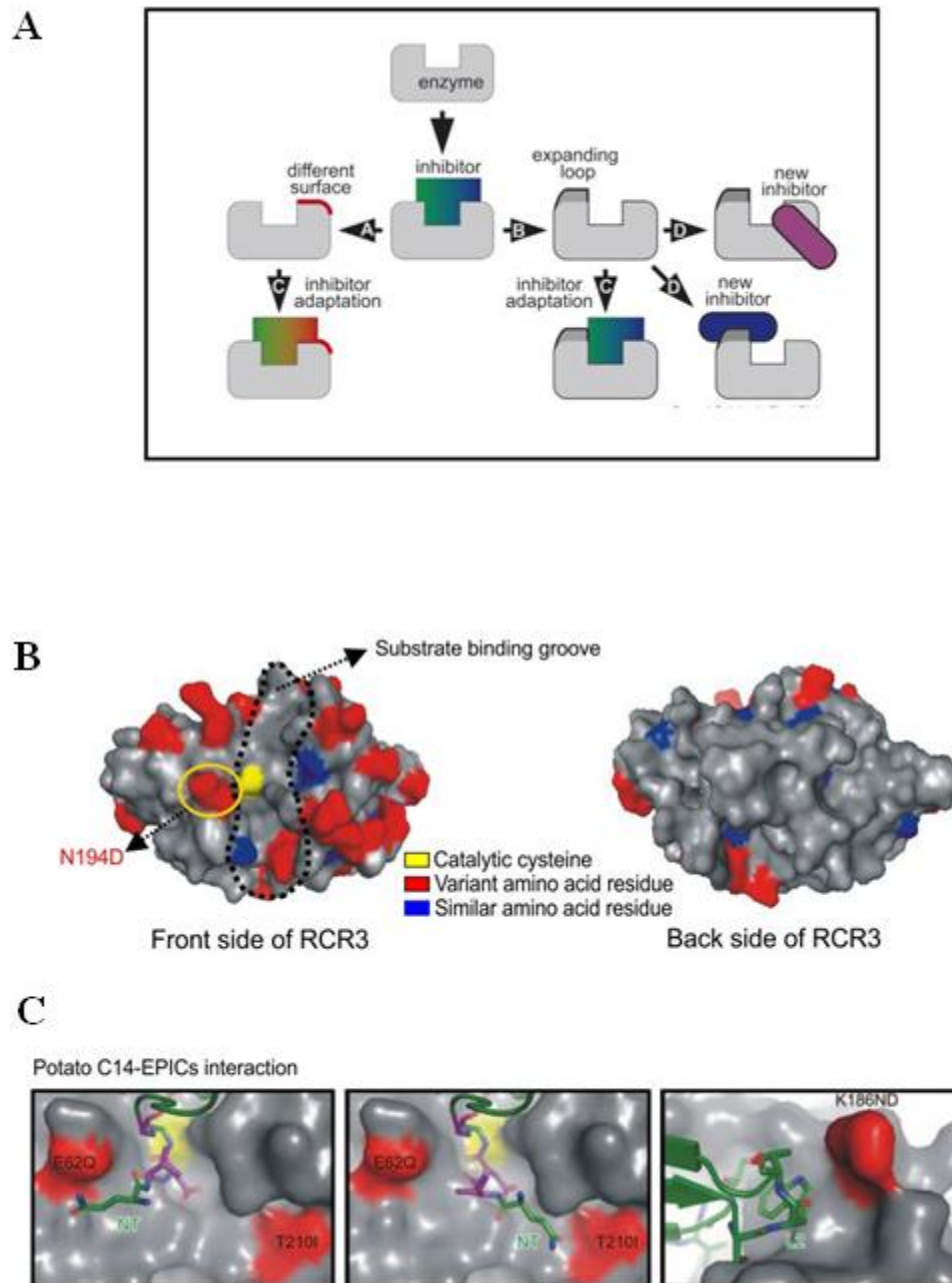 A
enzyme
inhibitor
different
surface
expanding
loop
new
inhibitor
A
B
D
C
inhibitor
adaptation
inhibitor
adaptation
C
D
new
inhibitor
B
Substrate binding groove
N194D
Catalytic cysteine
Variant amino acid residue
Similar amino acid residue
Front side of RCR3
Back side of RCR3
C
Potato C14-EPICs interaction
E62Q
NT
T210I
E62Q
NT
T210I
K186ND